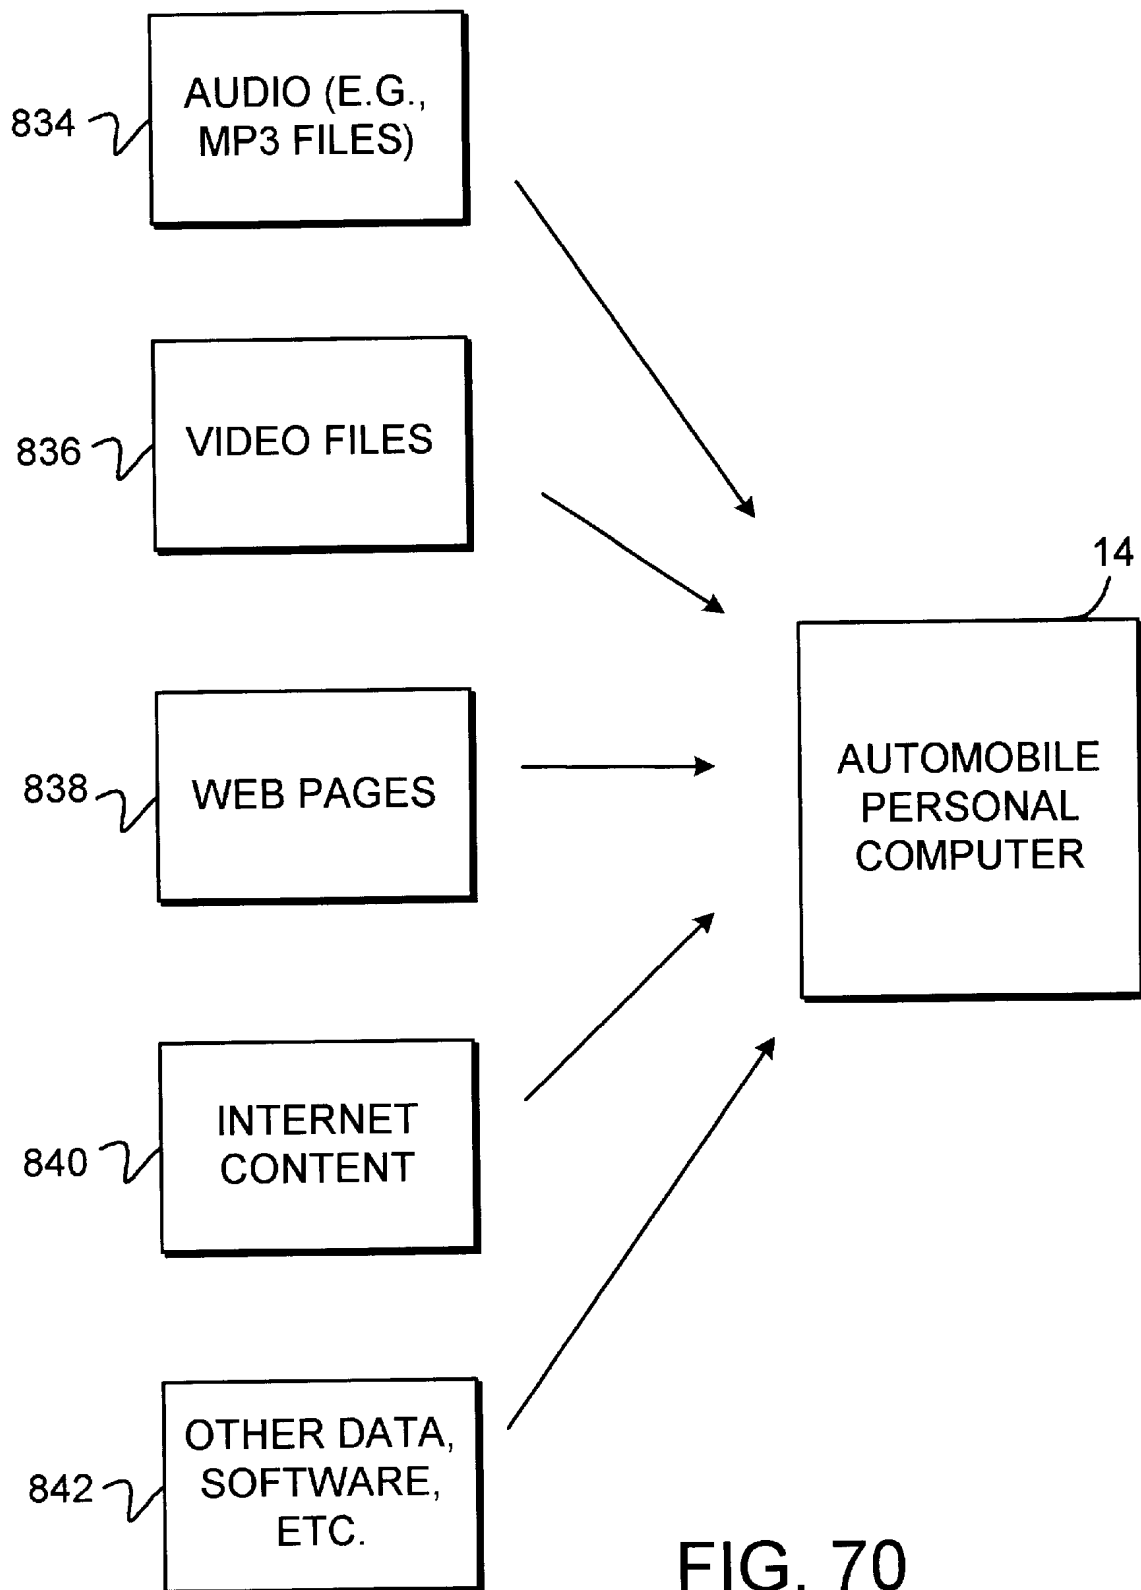 AUDIO (E.G.,
MP3 FILES)
834
VIDEO FILES
836
14
WEB PAGES
838
AUTOMOBILE
PERSONAL
COMPUTER
INTERNET
CONTENT
840
OTHER DATA,
SOFTWARE,
ETC.
842
FIG. 70